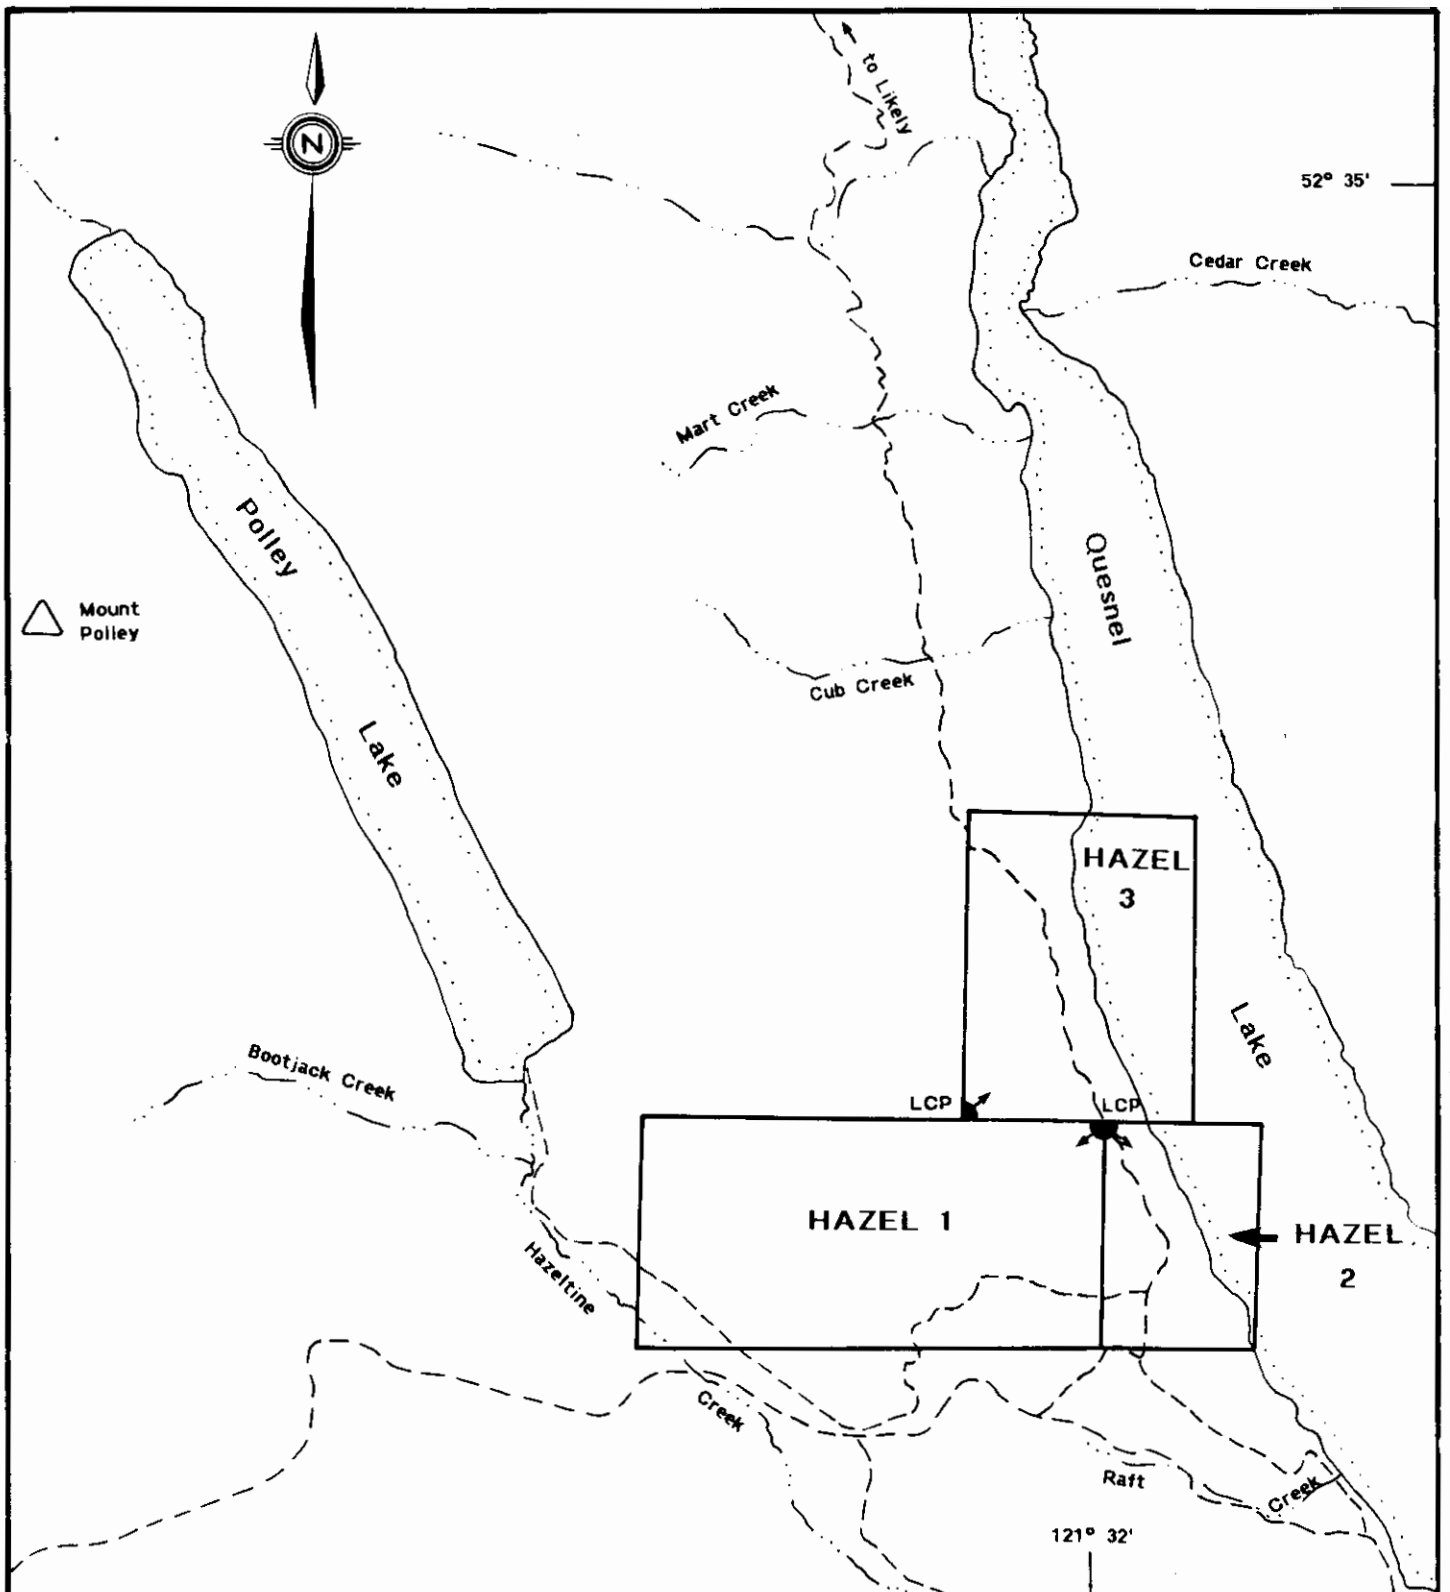 to Likely
N
52° 35'
Cedar Creek
Mart Creek
Polley
Quesnel
Mount
Polley
Cub Creek
Lake
HAZEL
3
Lake
Bootjack Creek
LCP
LCP
HAZEL 1
HAZEL
2
Hazeltine
Creek
Raft
Creek
121° 32'